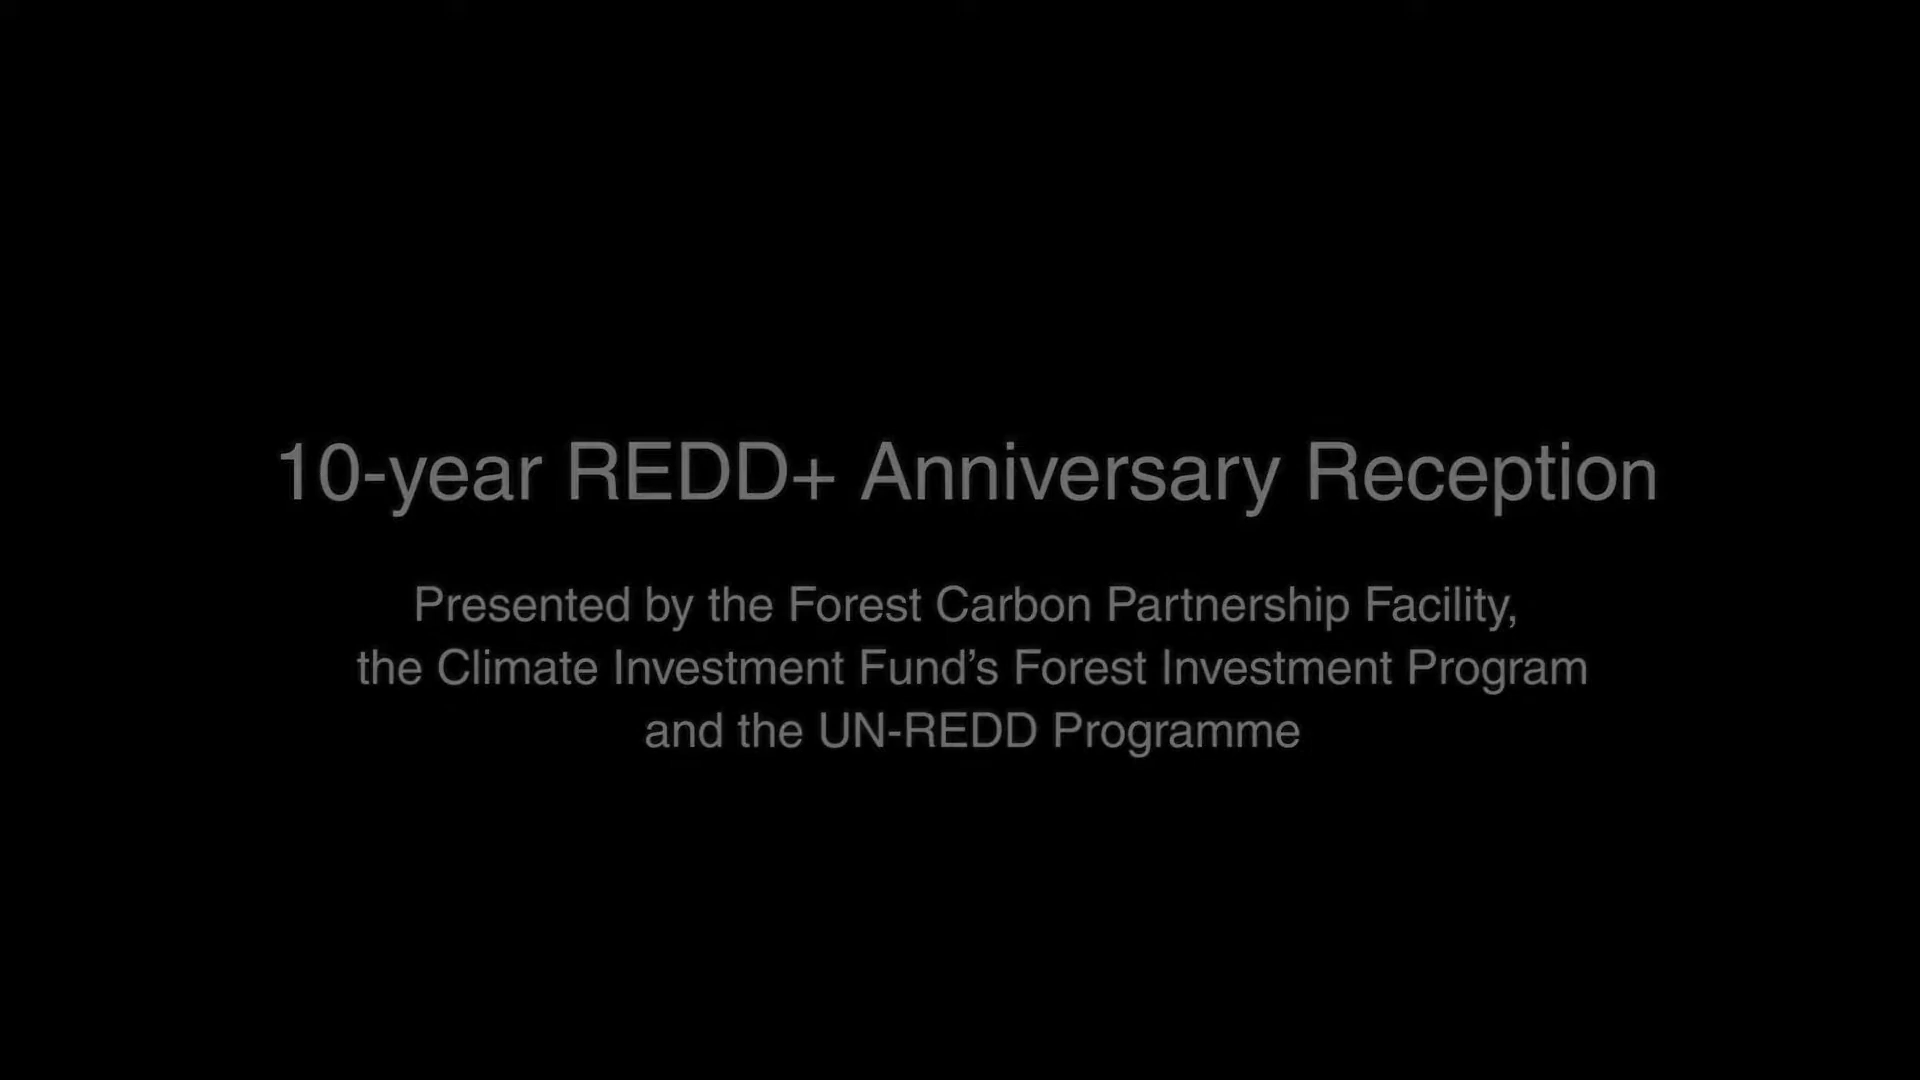 10-year REDD+ Anniversary Reception
Presented by the Forest Carbon Partnership Facility,
the Climate Investment Fund’s Forest Investment Program
and the UN-REDD Programme